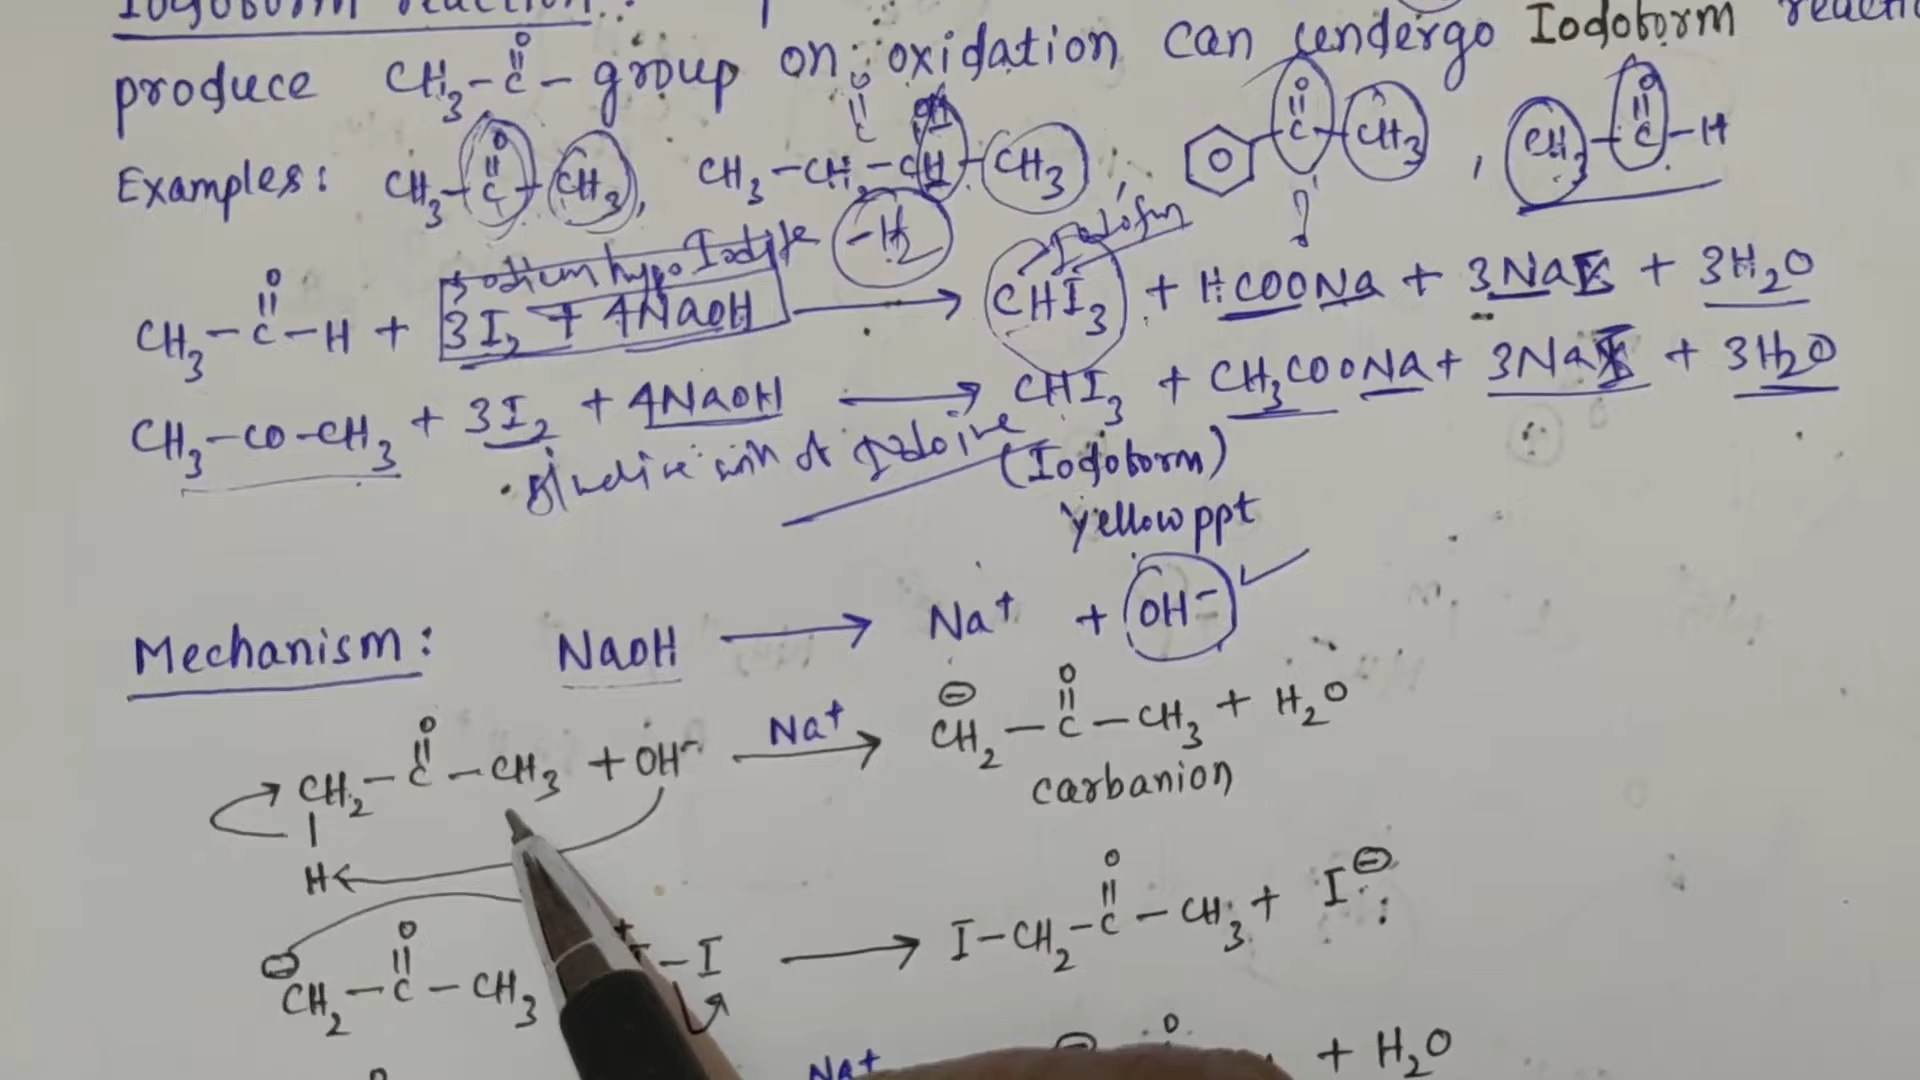 Iodoform reaction:
produce CH3-C(=O)- group on oxidation can undergo Iodoform
Examples: CH3-C(=O)-CH3, CH3-CH2-CH-CH3, C(=O)-CH3, CH3-C(=O)-H
-H2
sodium hypo Iodite
CH3-C(=O)-H + 3I2 + 4NaOH ⟶ CHI3 + HCOONa + 3NaI + 3H2O
CH3-CO-CH3 + 3I2 + 4NaOH ⟶ CHI3 + CH3COONa + 3NaI + 3H2O
(Iodoform)
yellow ppt
Mechanism: NaOH ⟶ Na+ + OH-
CH2-C(=O)-CH3 + OH- ⟶ Na+ ⊖CH2-C(=O)-CH3 + H2O
H
carbanion
⊖CH2-C(=O)-CH3 -I ⟶ I-CH2-C(=O)-CH3 + I⊖:
Na+ + H2O